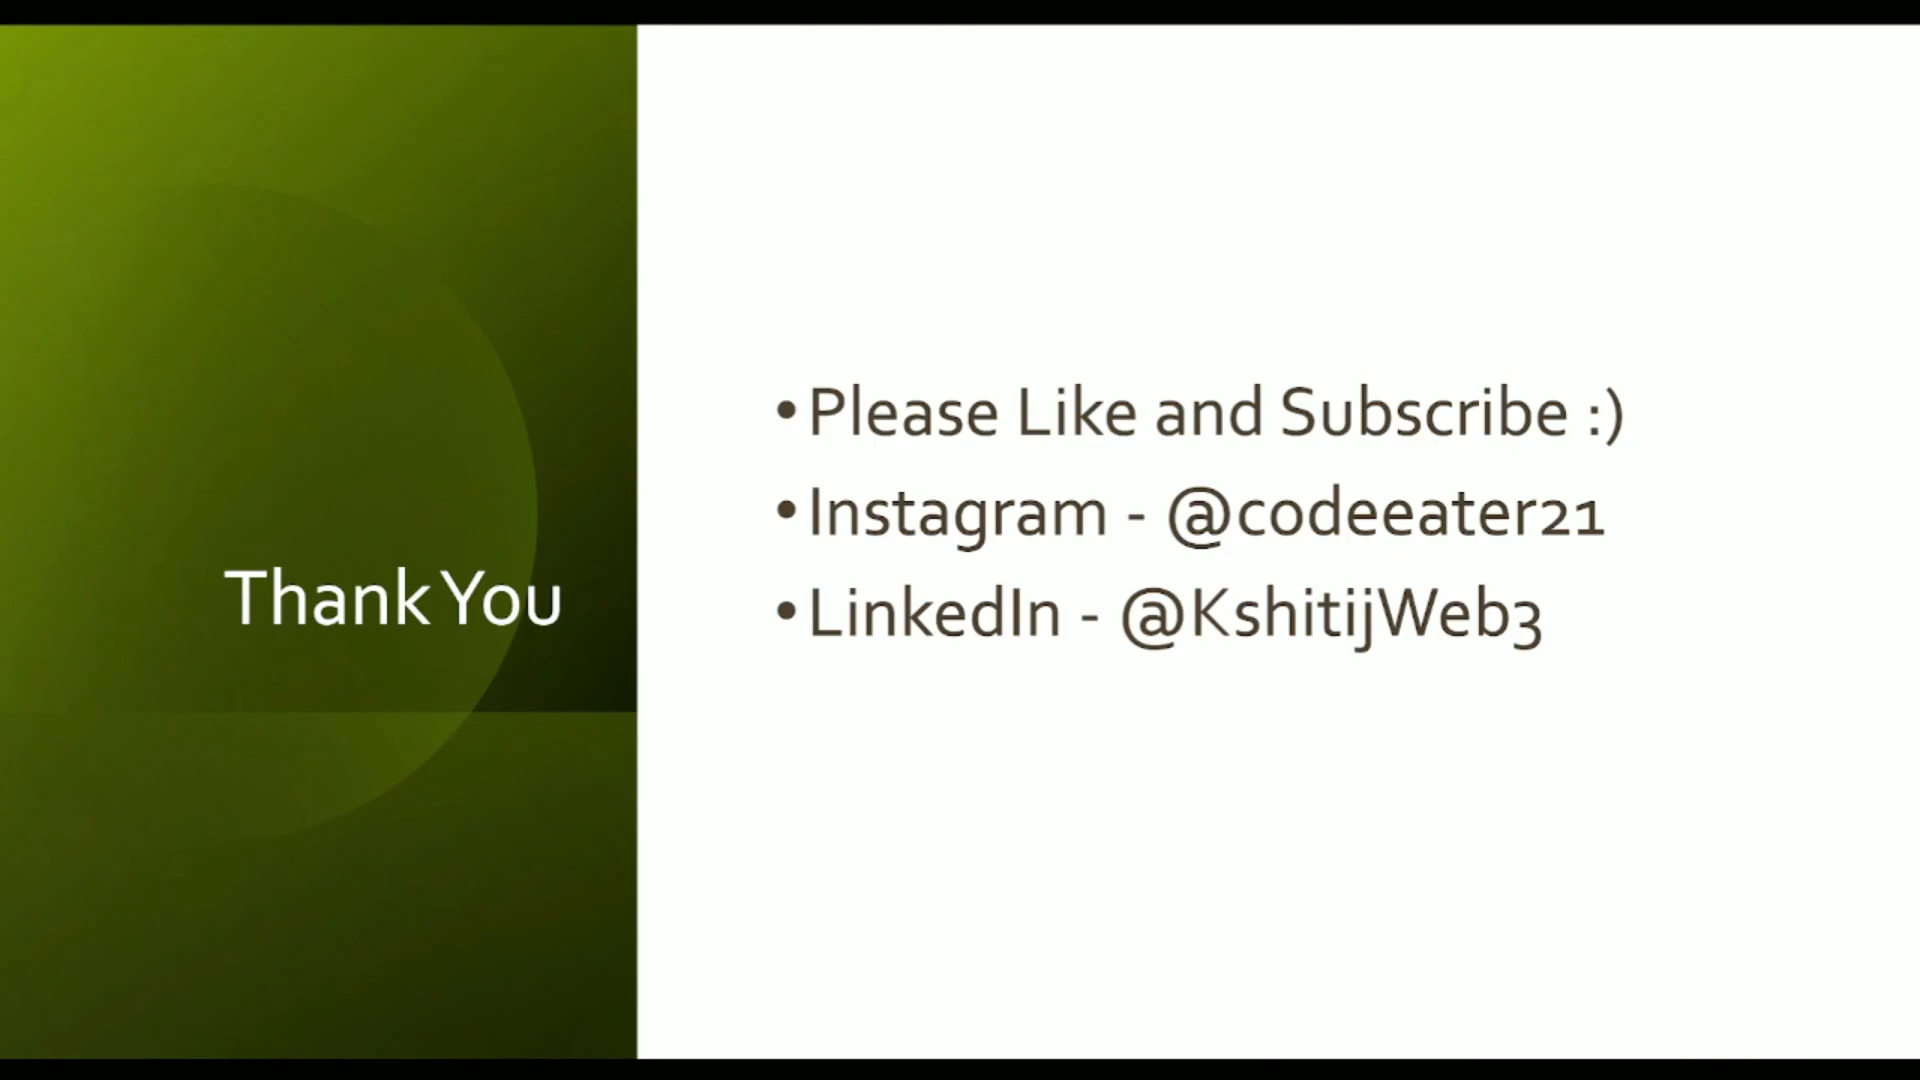 Thank You
• Please Like and Subscribe :)
• Instagram - @codeeater21
• LinkedIn - @KshitijWeb3